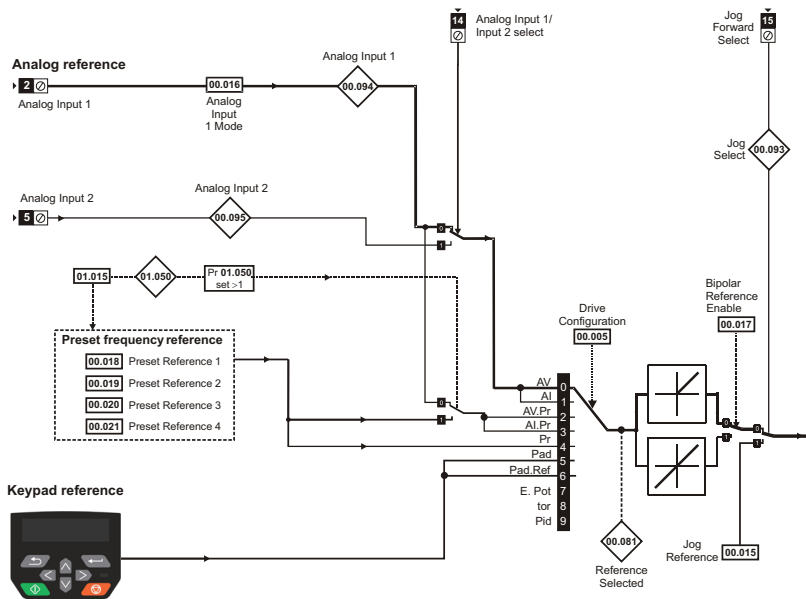 14
Analog Input 1/
Input 2 select
Jog
Forward
Select
15
Analog reference
2
Analog Input 1
00.016
Analog
Input
1 Mode
Analog Input 1
00.094
Jog
Select
00.093
Analog Input 2
5
Analog Input 2
00.095
0
1
01.015
01.050
Pr 01.050
set >1
Preset frequency reference
00.018 Preset Reference 1
00.019 Preset Reference 2
00.020 Preset Reference 3
00.021 Preset Reference 4
0
1
Drive
Configuration
00.005
Bipolar
Reference
Enable
00.017
AV 0
AI 1
AV.Pr 2
AI.Pr 3
Pr 4
Pad 5
Pad.Ref 6
E. Pot 7
tor 8
Pid 9
0
1
0
1
00.081
Reference
Selected
Jog
Reference
00.015
Keypad reference